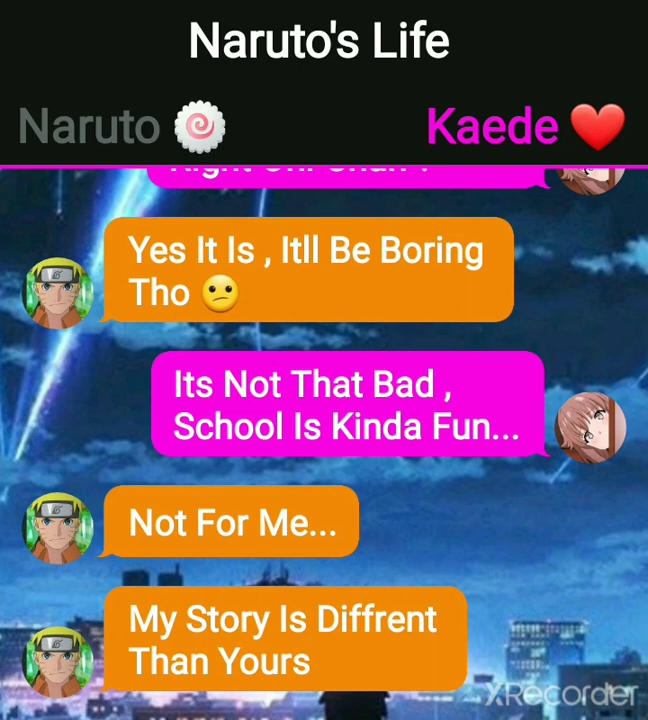 Naruto's Life
Naruto
Kaede
Yes It Is , Itll Be Boring
Tho
Its Not That Bad ,
School Is Kinda Fun...
Not For Me...
My Story Is Diffrent
Than Yours
XRecorder